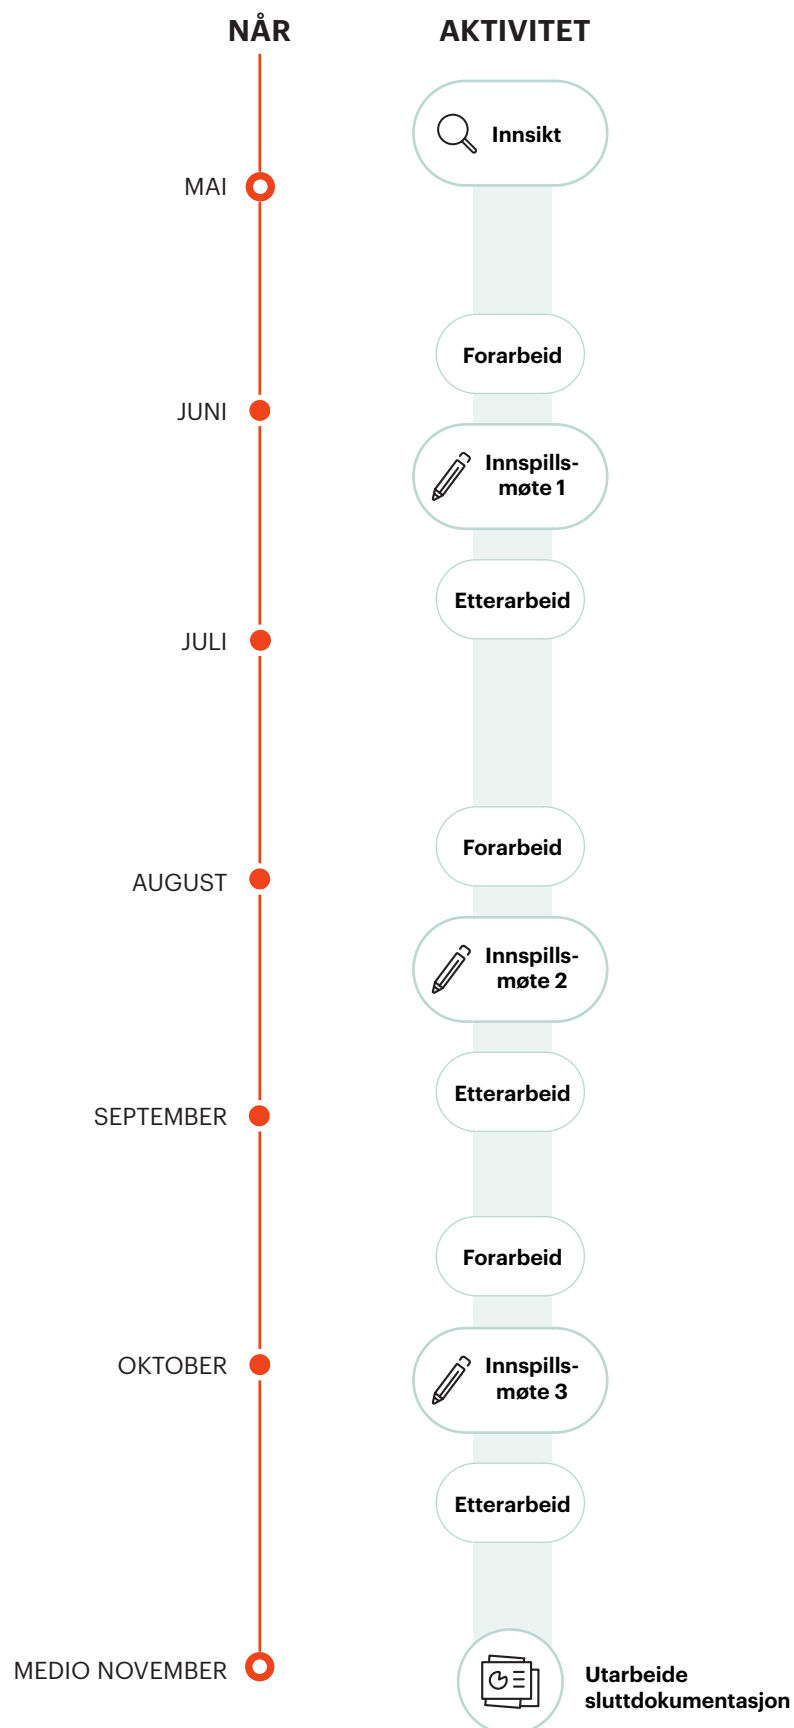 NÅR
AKTIVITET
Innsikt
MAI
Forarbeid
JUNI
Innspills-
møte 1
Etterarbeid
JULI
Forarbeid
AUGUST
Innspills-
møte 2
Etterarbeid
SEPTEMBER
Forarbeid
OKTOBER
Innspills-
møte 3
Etterarbeid
MEDIO NOVEMBER
Utarbeide
sluttdokumentasjon